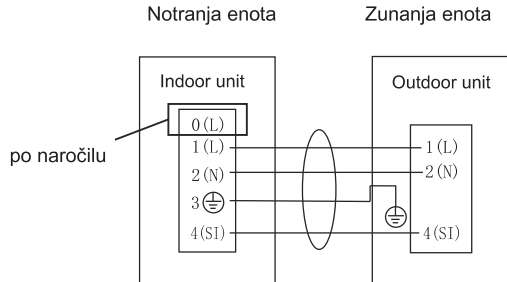 Notranja enota
Zunanja enota
Indoor unit
Outdoor unit
po naročilu
0(L)
1(L)
2(N)
3
4(SI)
1(L)
2(N)
4(SI)